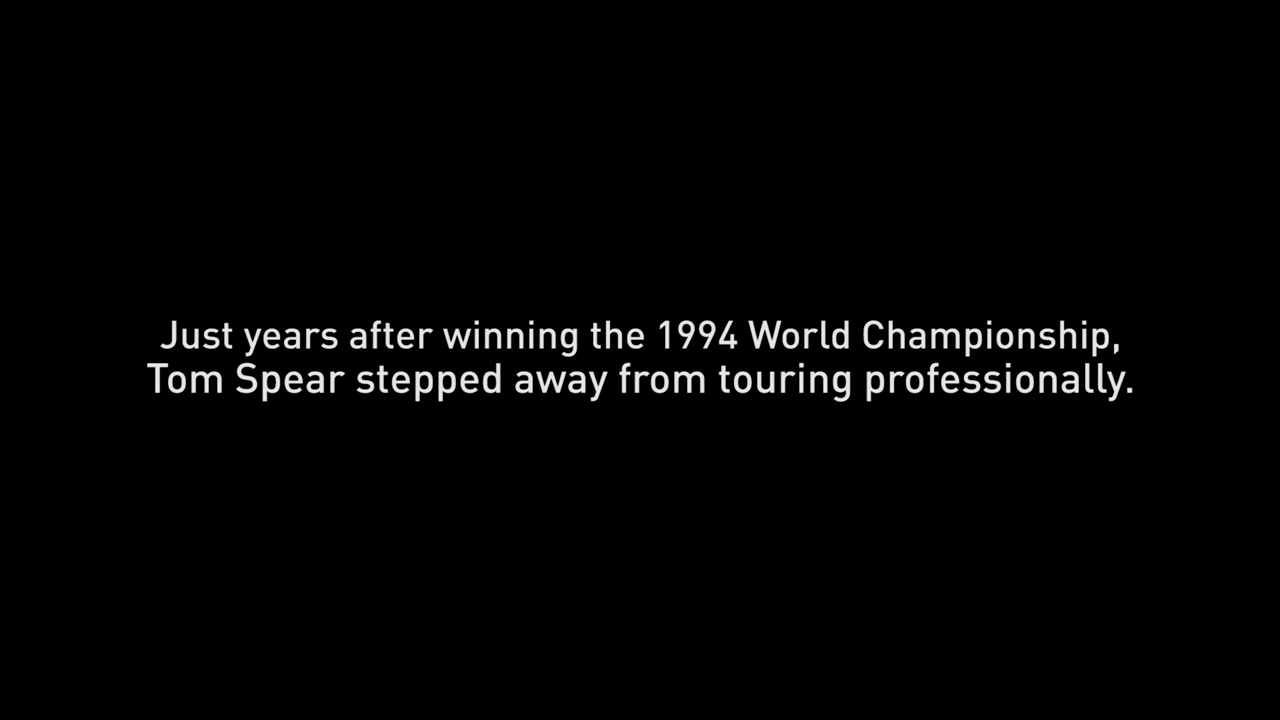 Just years after winning the 1994 World Championship,
Tom Spear stepped away from touring professionally.